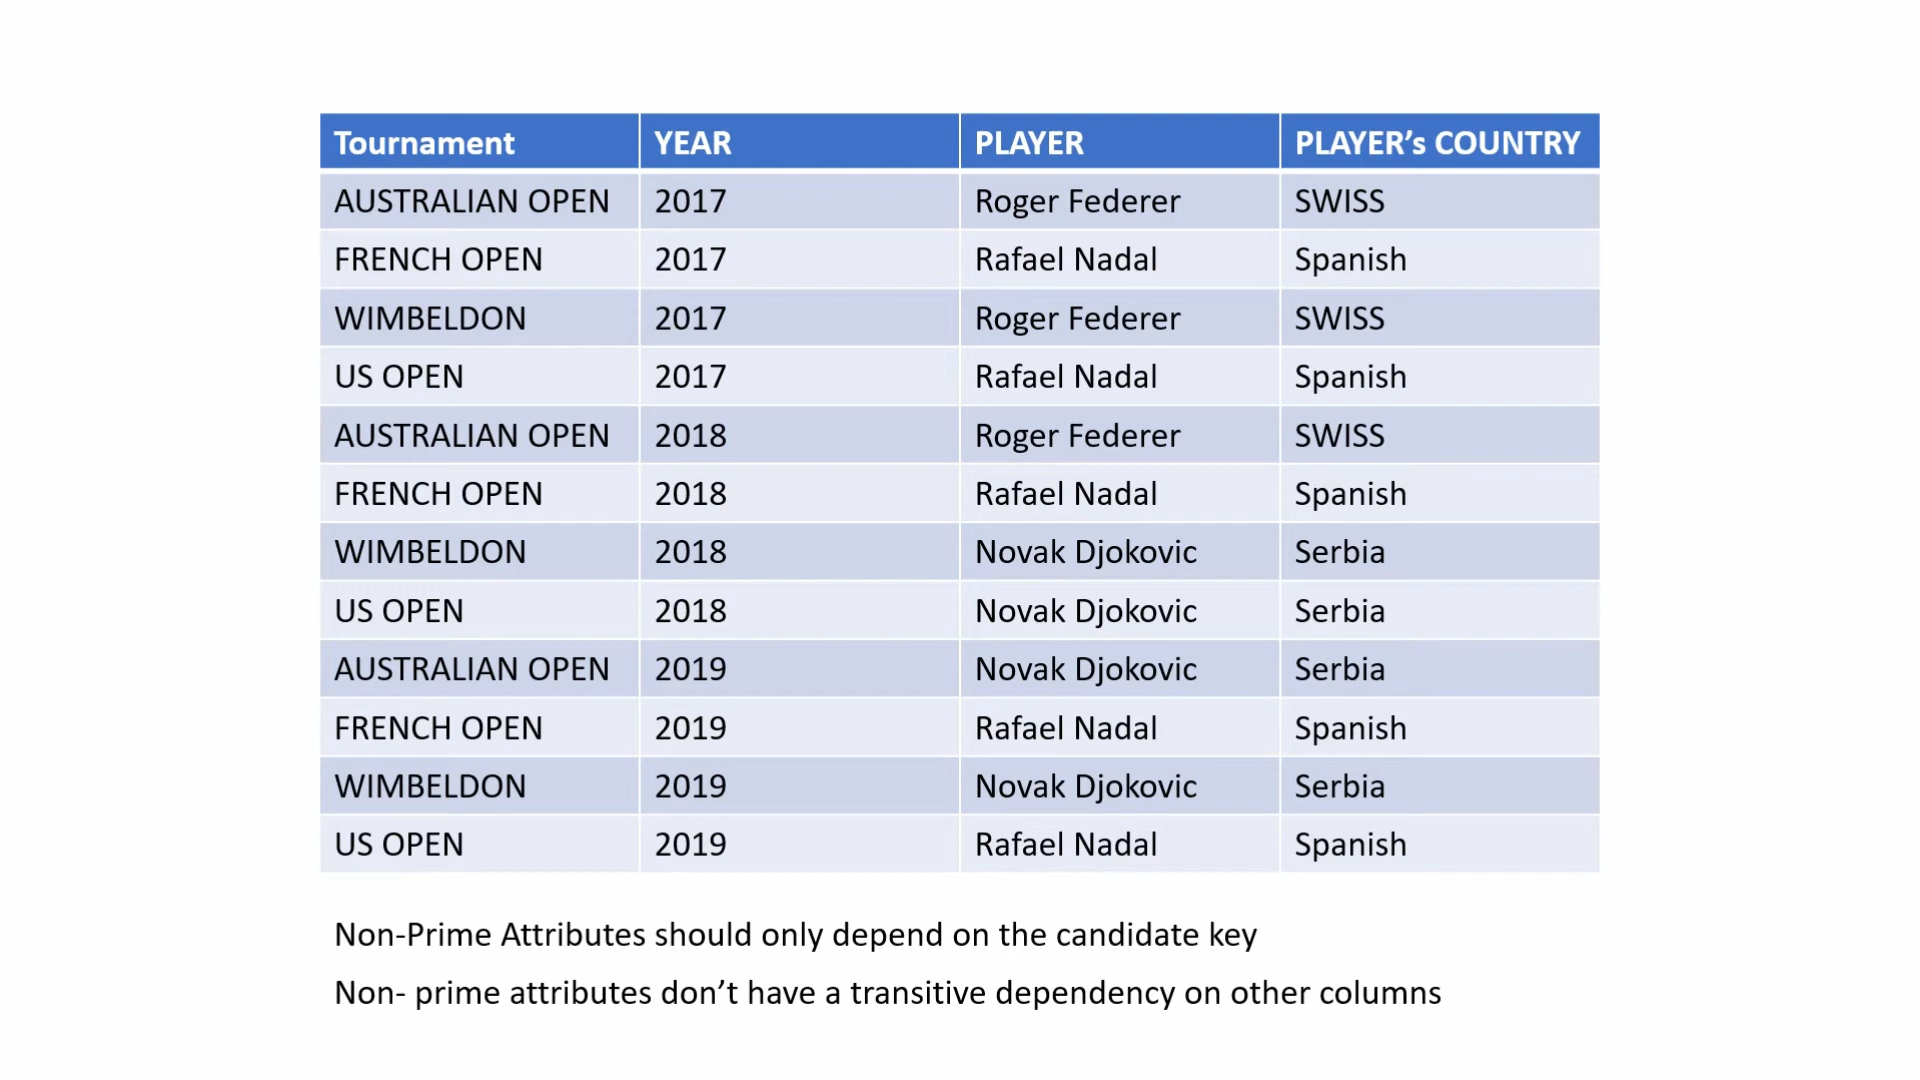 Tournament YEAR PLAYER PLAYER’s COUNTRY
AUSTRALIAN OPEN 2017 Roger Federer SWISS
FRENCH OPEN 2017 Rafael Nadal Spanish
WIMBELDON 2017 Roger Federer SWISS
US OPEN 2017 Rafael Nadal Spanish
AUSTRALIAN OPEN 2018 Roger Federer SWISS
FRENCH OPEN 2018 Rafael Nadal Spanish
WIMBELDON 2018 Novak Djokovic Serbia
US OPEN 2018 Novak Djokovic Serbia
AUSTRALIAN OPEN 2019 Novak Djokovic Serbia
FRENCH OPEN 2019 Rafael Nadal Spanish
WIMBELDON 2019 Novak Djokovic Serbia
US OPEN 2019 Rafael Nadal Spanish
Non-Prime Attributes should only depend on the candidate key
Non- prime attributes don’t have a transitive dependency on other columns